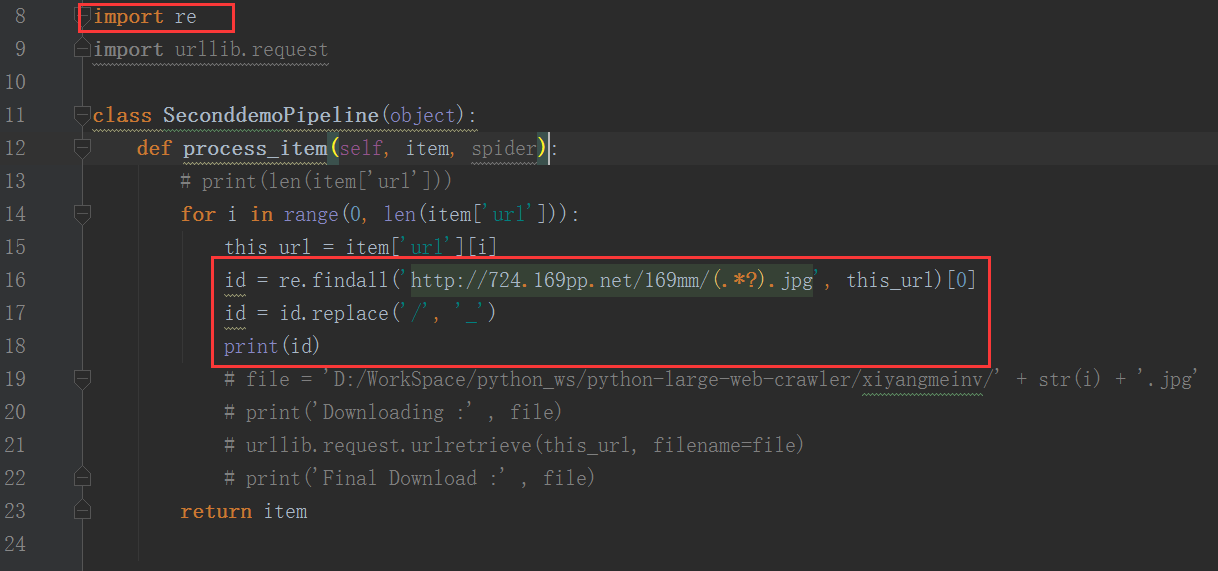 8 import re
9 import urllib.request
10
11 class SeconddemoPipeline(object):
12     def process_item(self, item, spider):
13         # print(len(item['url']))
14         for i in range(0, len(item['url'])):
15             this_url = item['url'][i]
16             id = re.findall('http://724.169pp.net/169mm/(.*?).jpg', this_url)[0]
17             id = id.replace('/', '_')
18             print(id)
19             # file = 'D:/WorkSpace/python_ws/python-large-web-crawler/xiyangmeinv/' + str(i) + '.jpg'
20             # print('Downloading :' , file)
21             # urllib.request.urlretrieve(this_url, filename=file)
22             # print('Final Download :' , file)
23         return item
24